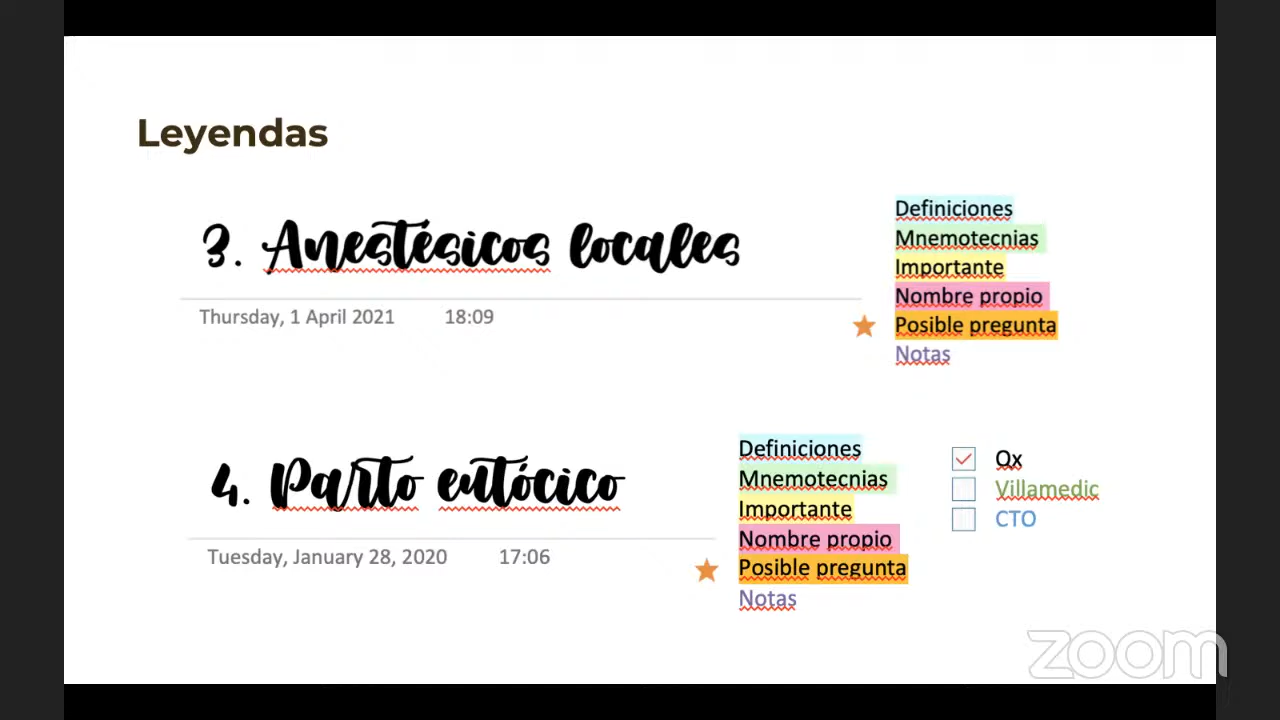 Leyendas
3. Anestésicos locales
Thursday, 1 April 2021 18:09
Definiciones
Mnemotecnias
Importante
Nombre propio
Posible pregunta
Notas
4. Parto eutócico
Tuesday, January 28, 2020 17:06
Definiciones
Mnemotecnias
Importante
Nombre propio
Posible pregunta
Notas
Qx
Villamedic
CTO
zoom